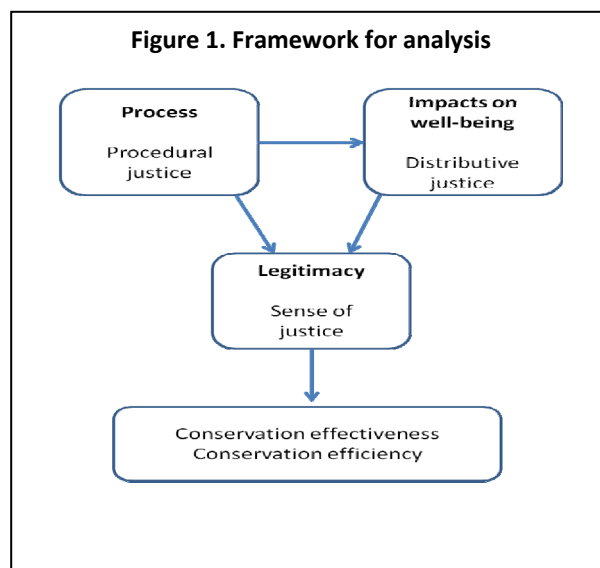 Figure 1. Framework for analysis
Process
Procedural
justice
Impacts on
well-being
Distributive
justice
Legitimacy
Sense of
justice
Conservation effectiveness
Conservation efficiency